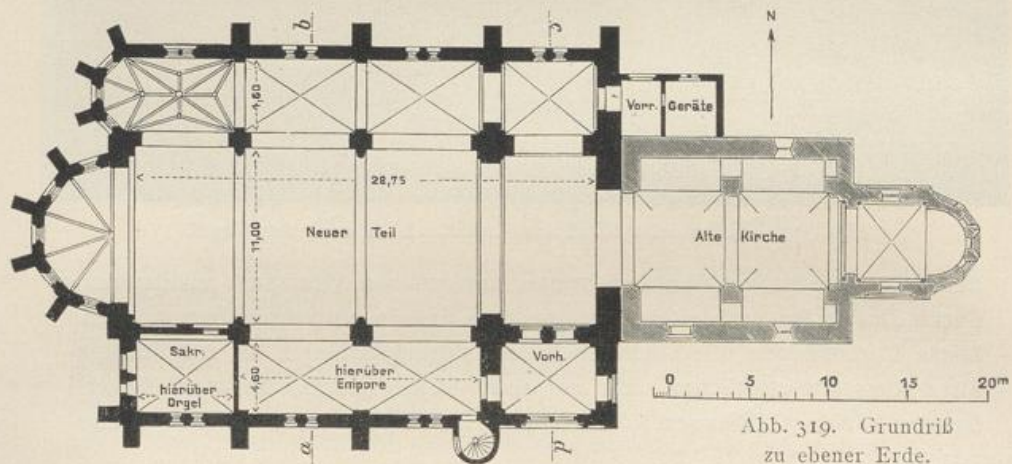 b
c
N
4,60
Vorr.
Geräte
28,75
11,00
Neuer Teil
Alte Kirche
Sakr.
hierüber
Orgel
4,60
hierüber
Empore
Vorh.
a
d
0 5 10 15 20m
Abb. 319. Grundriß
zu ebener Erde.